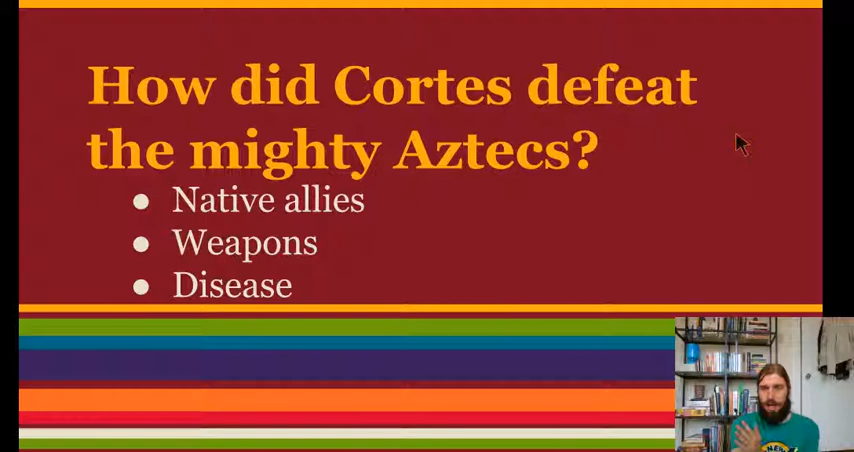 How did Cortes defeat
the mighty Aztecs?
● Native allies
● Weapons
● Disease